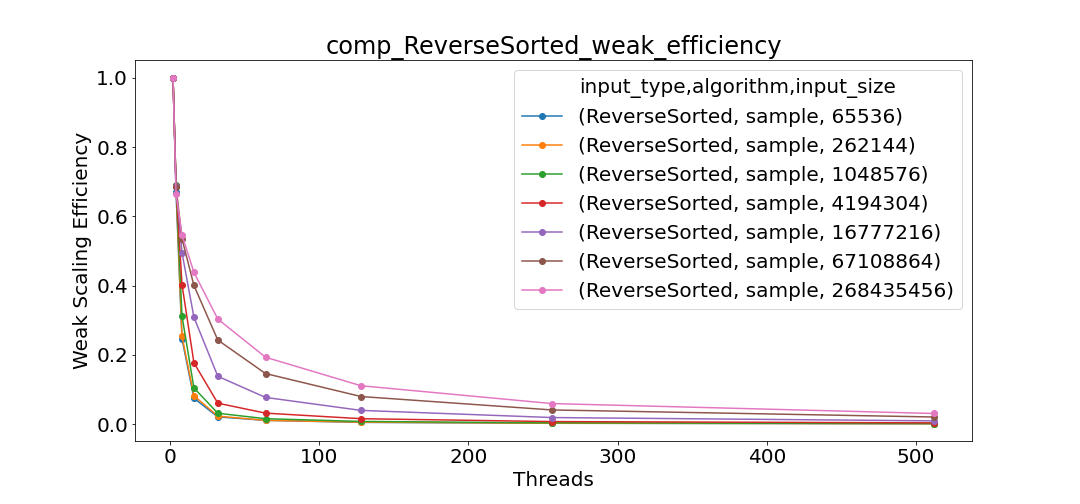 comp_ReverseSorted_weak_efficiency
input_type,algorithm,input_size
(ReverseSorted, sample, 65536)
(ReverseSorted, sample, 262144)
(ReverseSorted, sample, 1048576)
(ReverseSorted, sample, 4194304)
(ReverseSorted, sample, 16777216)
(ReverseSorted, sample, 67108864)
(ReverseSorted, sample, 268435456)
Weak Scaling Efficiency
1.0
0.8
0.6
0.4
0.2
0.0
0 100 200 300 400 500
Threads